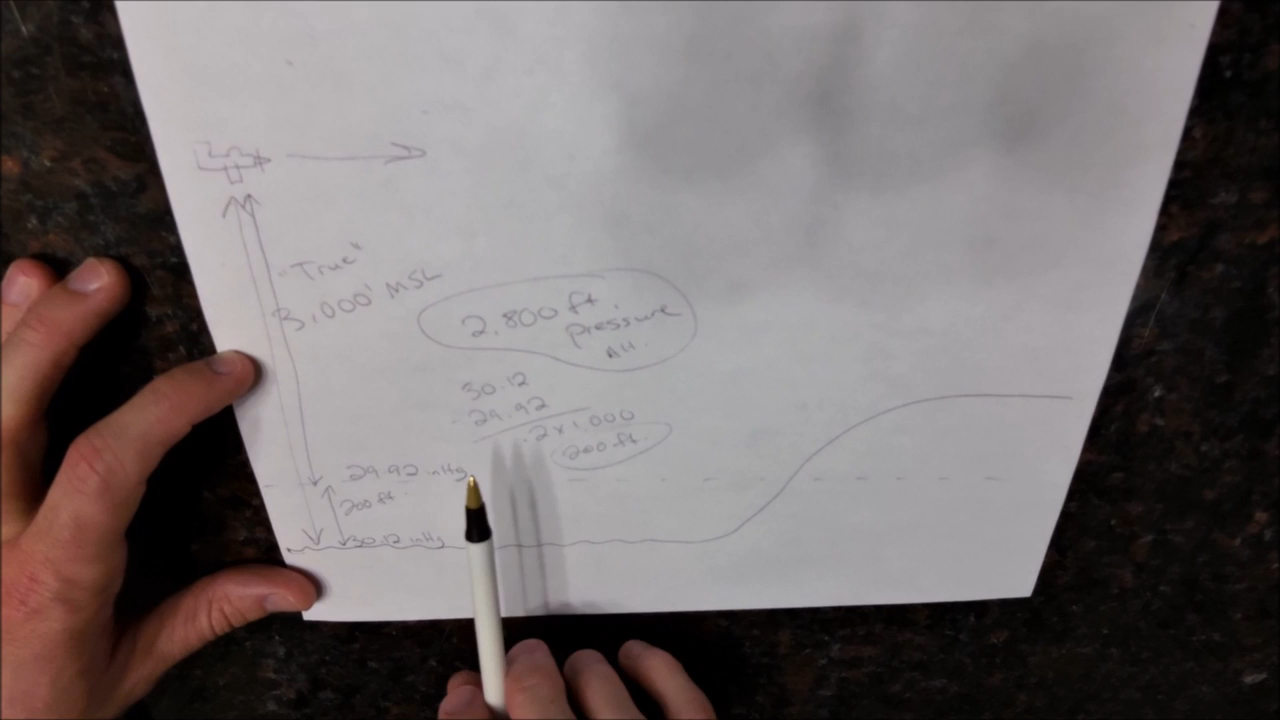 "True"
3,000' MSL
2,800 ft.
pressure
Alt.
30.12
- 29.92
.2 x 1,000
200 ft.
29.92 inHg
200 ft
30.12 inHg